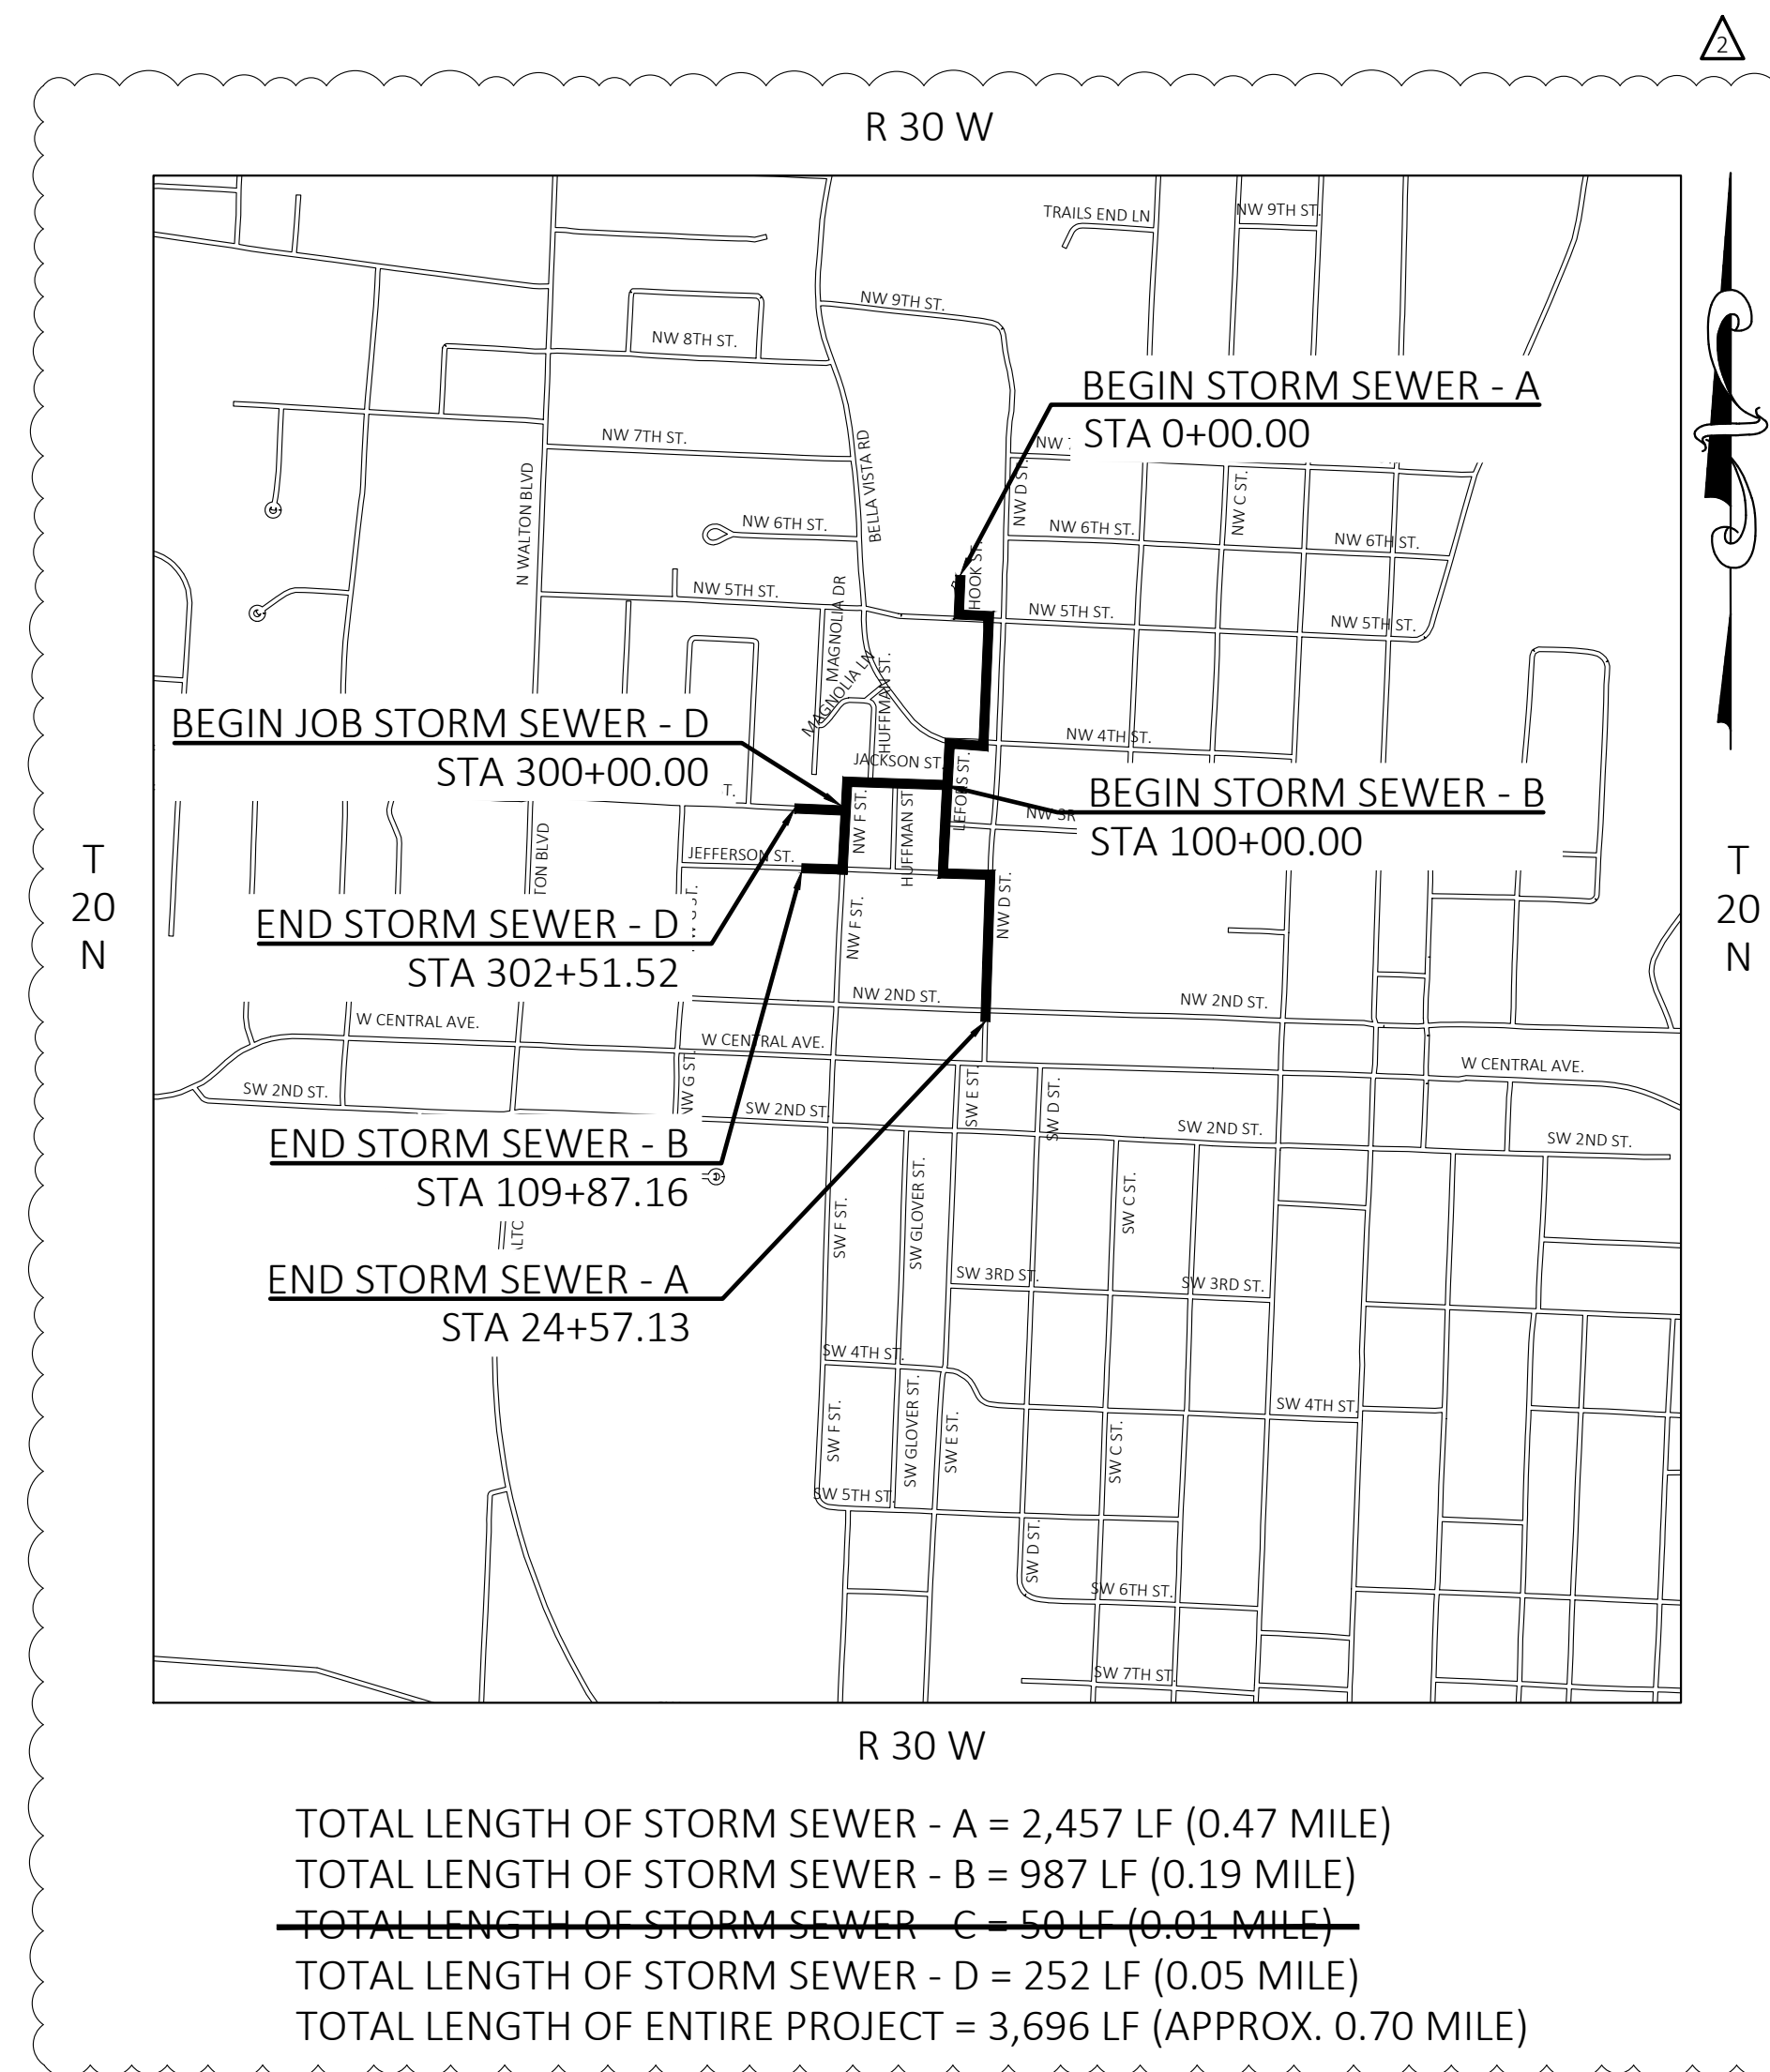 2
R 30 W
TRAILS END LN
NW 9TH ST.
NW 9TH ST.
NW 8TH ST.
BEGIN STORM SEWER - A
STA 0+00.00
NW 7TH ST.
BELLA VISTA RD
NW
N WALTON BLVD
NW D ST.
NW C ST.
NW 6TH ST.
NW 6TH ST.
NW 6TH ST.
HOOK ST.
NW 5TH ST.
MAGNOLIA DR
NW 5TH ST.
NW 5TH ST.
MAGNOLIA LN
HUFFMAN ST.
BEGIN JOB STORM SEWER - D
STA 300+00.00
NW 4TH ST.
JACKSON ST.
LEFORS ST.
T.
BEGIN STORM SEWER - B
STA 100+00.00
NW F ST.
HUFFMAN ST
NW 3R
TON BLVD
JEFFERSON ST.
T
20
N
T
20
N
END STORM SEWER - D
STA 302+51.52
ST.
NW F ST.
NW D ST.
NW 2ND ST.
NW 2ND ST.
W CENTRAL AVE.
W CENTRAL AVE.
W CENTRAL AVE.
SW 2ND ST.
NW G ST.
SW E ST.
SW D ST.
SW 2ND ST.
SW 2ND ST.
SW 2ND ST.
END STORM SEWER - B
STA 109+87.16
SW F ST.
SW GLOVER ST.
SW C ST.
ALTC
END STORM SEWER - A
STA 24+57.13
SW 3RD ST.
SW 3RD ST.
SW 4TH ST.
SW 4TH ST.
SW F ST.
SW GLOVER ST.
SW E ST.
SW C ST.
SW 5TH ST.
SW D ST.
SW 6TH ST.
SW 7TH ST.
R 30 W
TOTAL LENGTH OF STORM SEWER - A = 2,457 LF (0.47 MILE)
TOTAL LENGTH OF STORM SEWER - B = 987 LF (0.19 MILE)
TOTAL LENGTH OF STORM SEWER - C = 50 LF (0.01 MILE)
TOTAL LENGTH OF STORM SEWER - D = 252 LF (0.05 MILE)
TOTAL LENGTH OF ENTIRE PROJECT = 3,696 LF (APPROX. 0.70 MILE)